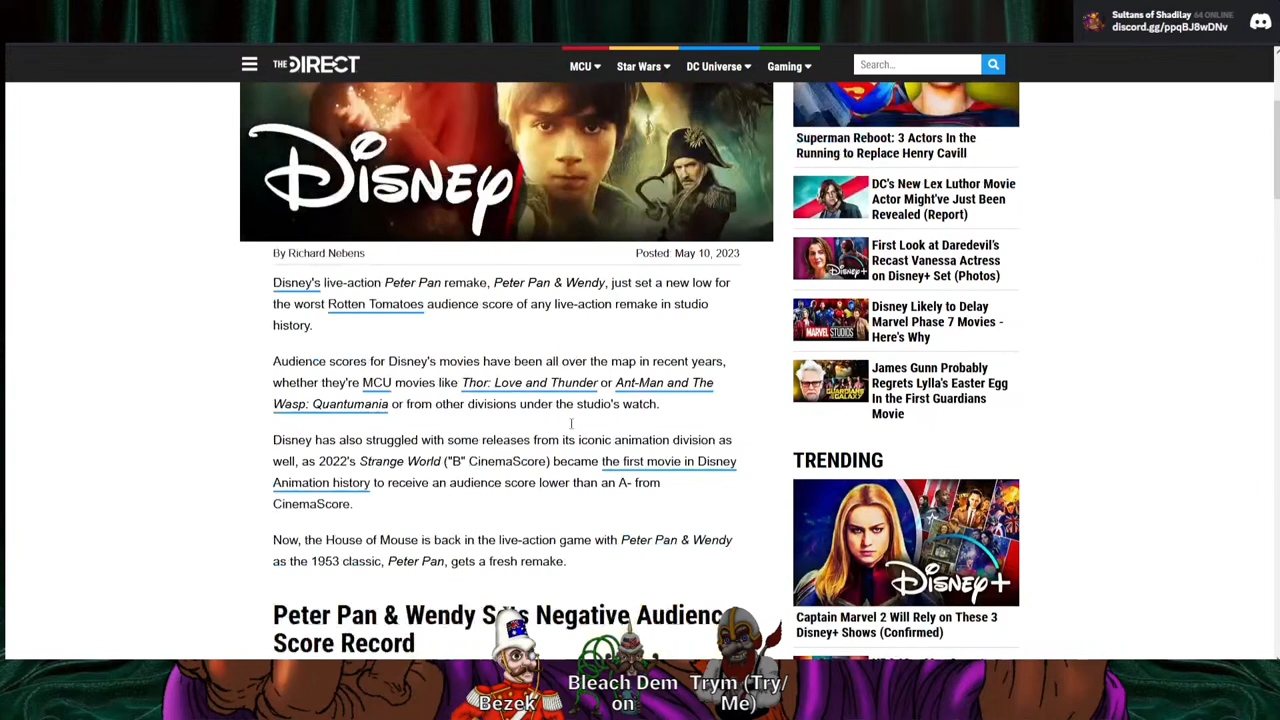 Sultans of Shadilay 64 ONLINE
discord.gg/ppqBJ8wDNv
THE DIRECT
MCU
Star Wars
DC Universe
Gaming
Search...
Disney
By Richard Nebens
Posted: May 10, 2023
Disney's live-action Peter Pan remake, Peter Pan & Wendy, just set a new low for
the worst Rotten Tomatoes audience score of any live-action remake in studio
history.
Audience scores for Disney's movies have been all over the map in recent years,
whether they're MCU movies like Thor: Love and Thunder or Ant-Man and The
Wasp: Quantumania or from other divisions under the studio's watch.
Disney has also struggled with some releases from its iconic animation division as
well, as 2022's Strange World ("B" CinemaScore) became the first movie in Disney
Animation history to receive an audience score lower than an A- from
CinemaScore.
Now, the House of Mouse is back in the live-action game with Peter Pan & Wendy
as the 1953 classic, Peter Pan, gets a fresh remake.
Peter Pan & Wendy Negative
Score Record
Superman Reboot: 3 Actors In the
Running to Replace Henry Cavill
DC's New Lex Luthor Movie
Actor Might've Just Been
Revealed (Report)
Disney+
First Look at Daredevil's
Recast Vanessa Actress
on Disney+ Set (Photos)
MARVEL STUDIOS
Disney Likely to Delay
Marvel Phase 7 Movies -
Here's Why
James Gunn Probably
Regrets Lylla's Easter Egg
In the First Guardians
Movie
TRENDING
Disney+
Captain Marvel 2 Will Rely on These 3
Disney+ Shows (Confirmed)
Bezek
Bleach Dem
on
Trym (Try/
Me)